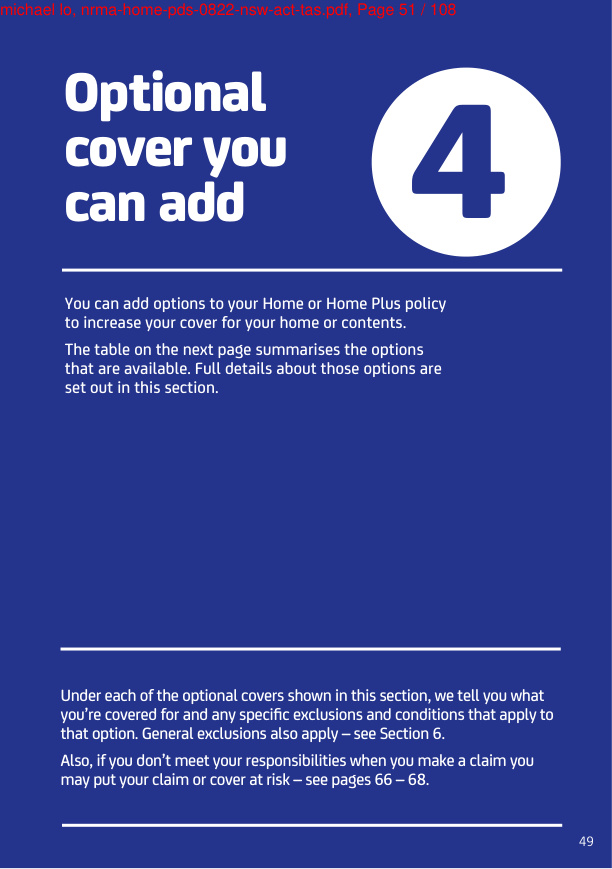 michael lo, nrma-home-pds-0822-nsw-act-tas.pdf, Page 51 / 108
Optional
cover you
can add
4
You can add options to your Home or Home Plus policy
to increase your cover for your home or contents.
The table on the next page summarises the options
that are available. Full details about those options are
set out in this section.
Under each of the optional covers shown in this section, we tell you what
you’re covered for and any specific exclusions and conditions that apply to
that option. General exclusions also apply – see Section 6.
Also, if you don’t meet your responsibilities when you make a claim you
may put your claim or cover at risk – see pages 66 – 68.
49